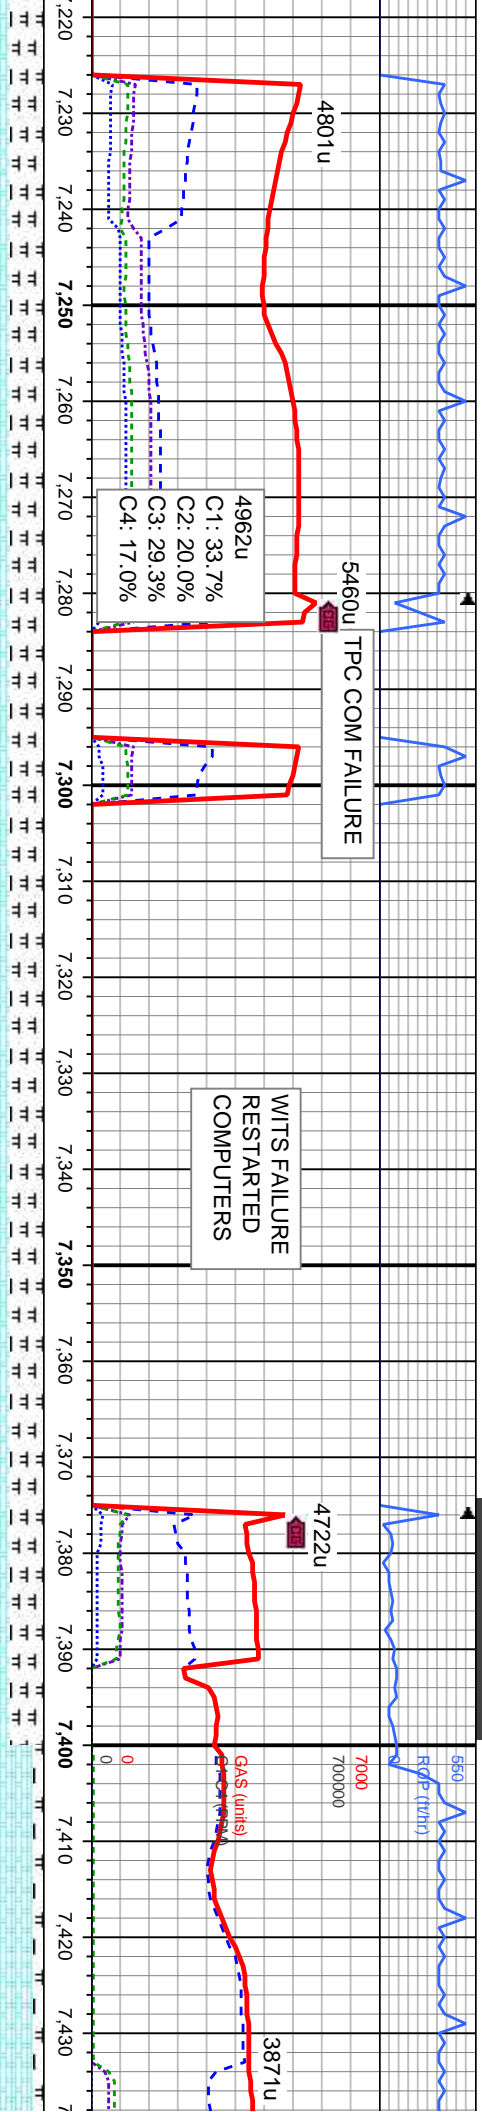 7,220
7,230
7,240
7,250
7,260
7,270
7,280
7,290
7,300
7,310
7,320
7,330
7,340
7,350
7,360
7,370
7,380
7,390
7,400
7,410
7,420
7,430
4801u
4962u
C1: 33.7%
C2: 20.0%
C3: 29.3%
C4: 17.0%
5460u
TPC COM FAILURE
WITS FAILURE
RESTARTED
COMPUTERS
4722u
550
ROP (ft/hr)
0
7000
700000
GAS (units)
0
0
3871u